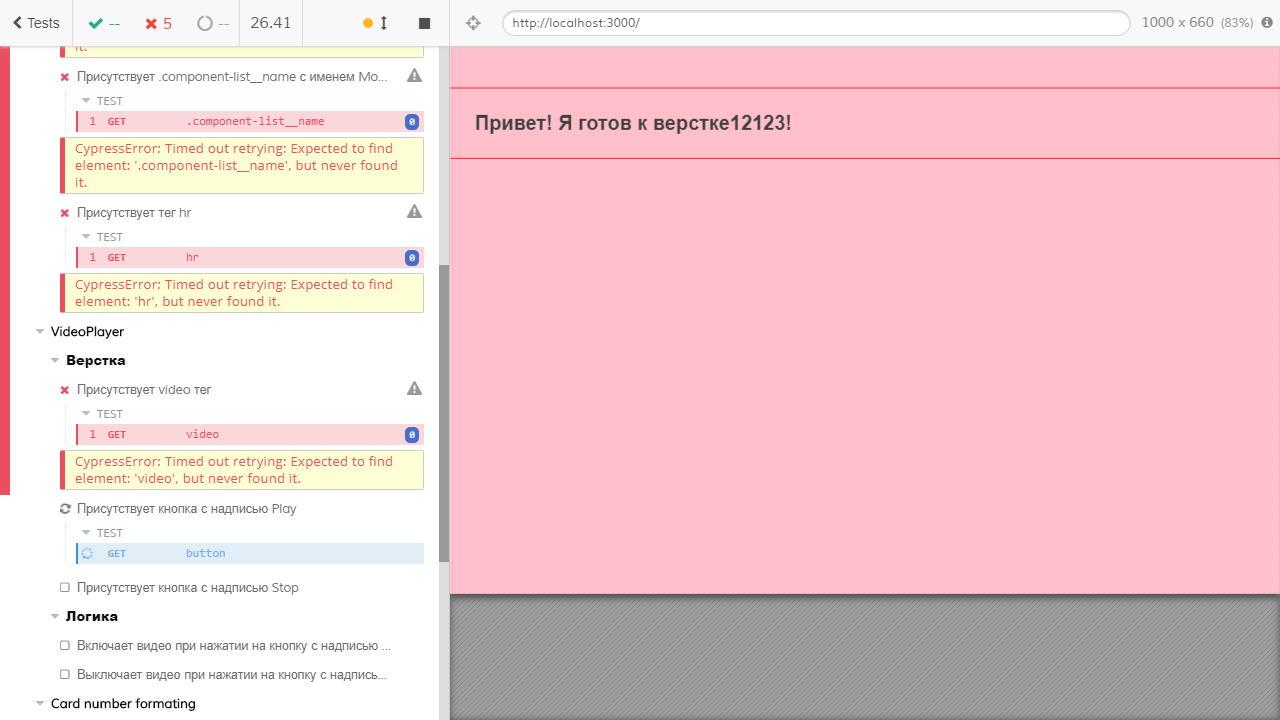 Tests -- 5 -- 26.41 http://localhost:3000/ 1000 x 660 (83%)
it.
Присутствует .component-list__name с именем Mo...
TEST
1 GET .component-list__name 0
CypressError: Timed out retrying: Expected to find
element: '.component-list__name', but never found
it.
Присутствует тег hr
TEST
1 GET hr 0
CypressError: Timed out retrying: Expected to find
element: 'hr', but never found it.
VideoPlayer
Верстка
Присутствует video тег
TEST
1 GET video 0
CypressError: Timed out retrying: Expected to find
element: 'video', but never found it.
Присутствует кнопка с надписью Play
TEST
GET button
Присутствует кнопка с надписью Stop
Логика
Включает видео при нажатии на кнопку с надписью ...
Выключает видео при нажатии на кнопку с надпись...
Card number formating
Привет! Я готов к верстке12123!